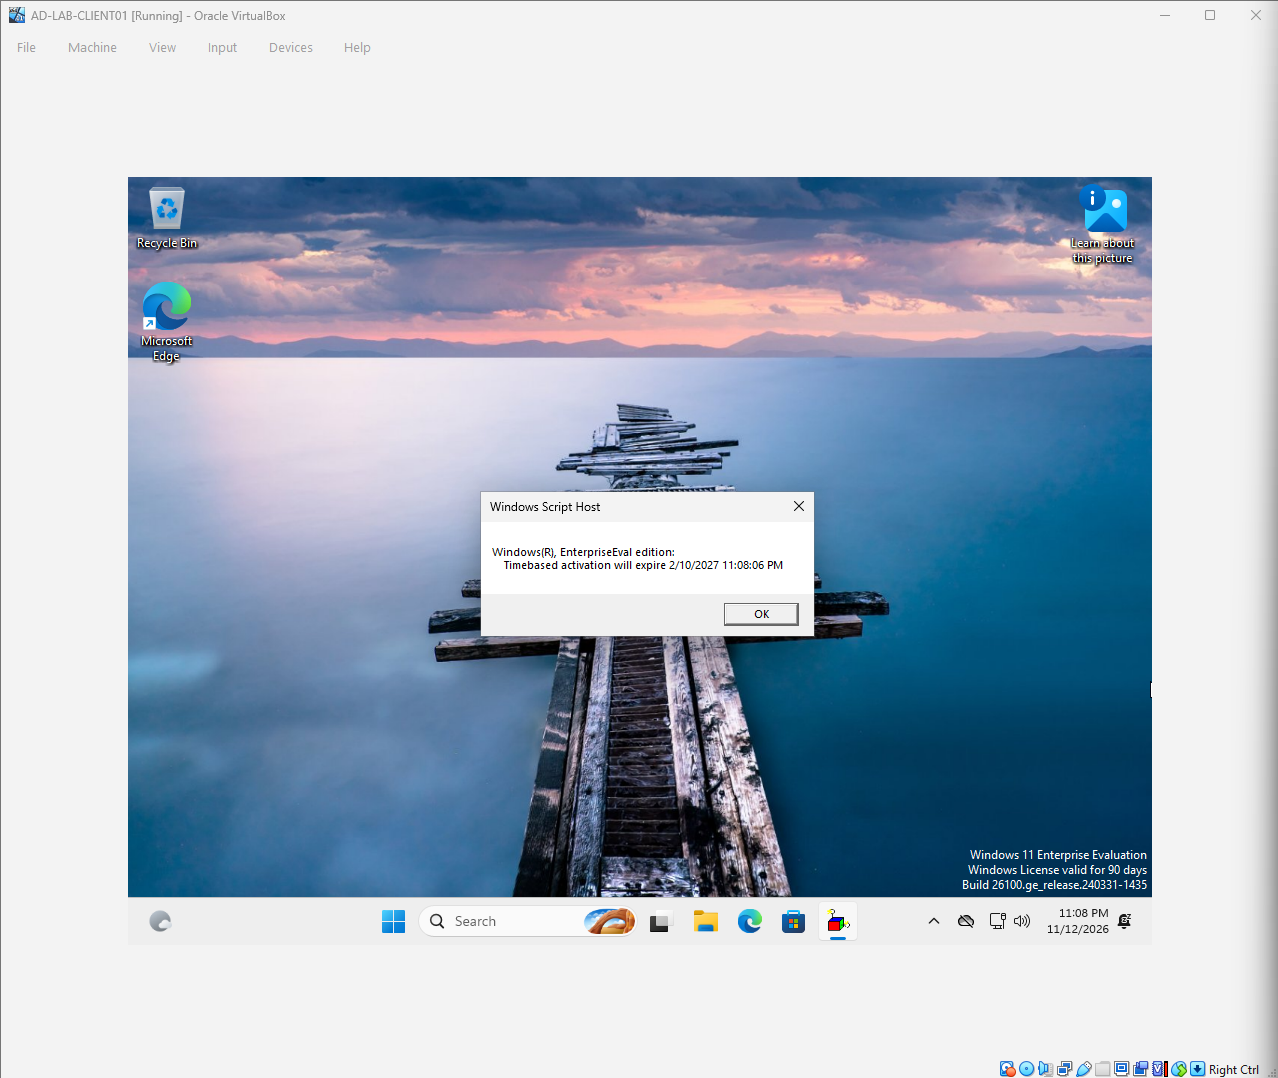 AD-LAB-CLIENT01 [Running] - Oracle VirtualBox
File Machine View Input Devices Help
Recycle Bin
Learn about
this picture
Microsoft
Edge
Windows Script Host
Windows(R), EnterpriseEval edition:
Timebased activation will expire 2/10/2027 11:08:06 PM
OK
Windows 11 Enterprise Evaluation
Windows License valid for 90 days
Build 26100.ge_release.240331-1435
Search
11:08 PM
11/12/2026
Right Ctrl